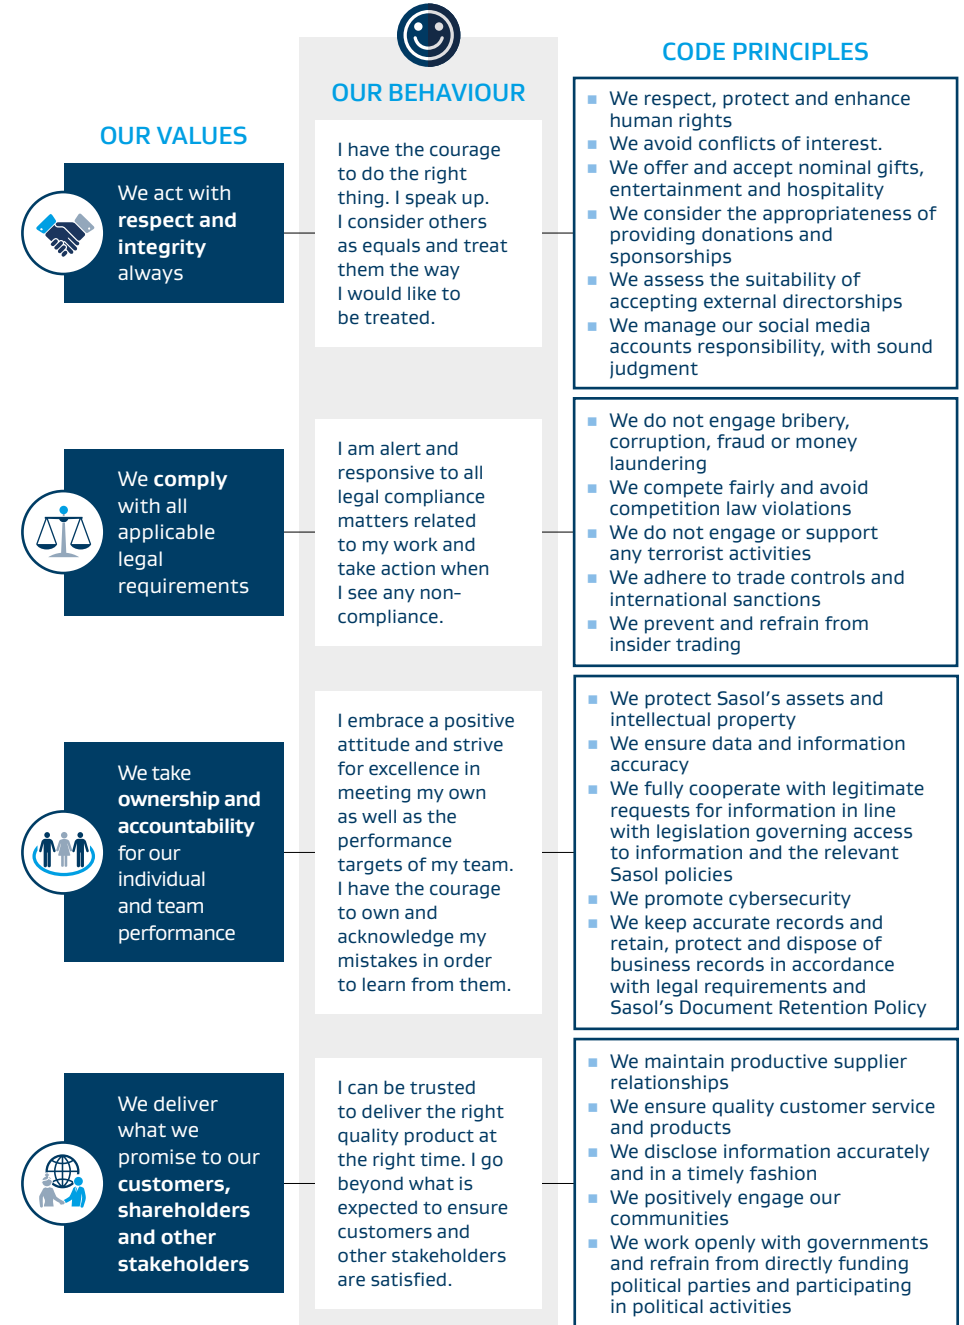 CODE PRINCIPLES
OUR BEHAVIOUR
OUR VALUES
We act with
respect and
integrity
always
I have the courage
to do the right
thing. I speak up.
I consider others
as equals and treat
them the way
I would like to
be treated.
We respect, protect and enhance
human rights
We avoid conflicts of interest.
We offer and accept nominal gifts,
entertainment and hospitality
We consider the appropriateness of
providing donations and
sponsorships
We assess the suitability of
accepting external directorships
We manage our social media
accounts responsibility, with sound
judgment
We comply
with all
applicable
legal
requirements
I am alert and
responsive to all
legal compliance
matters related
to my work and
take action when
I see any non-
compliance.
We do not engage bribery,
corruption, fraud or money
laundering
We compete fairly and avoid
competition law violations
We do not engage or support
any terrorist activities
We adhere to trade controls and
international sanctions
We prevent and refrain from
insider trading
We take
ownership and
accountability
for our
individual
and team
performance
I embrace a positive
attitude and strive
for excellence in
meeting my own
as well as the
performance
targets of my team.
I have the courage
to own and
acknowledge my
mistakes in order
to learn from them.
We protect Sasol's assets and
intellectual property
We ensure data and information
accuracy
We fully cooperate with legitimate
requests for information in line
with legislation governing access
to information and the relevant
Sasol policies
We promote cybersecurity
We keep accurate records and
retain, protect and dispose of
business records in accordance
with legal requirements and
Sasol's Document Retention Policy
We deliver
what we
promise to our
customers,
shareholders
and other
stakeholders
I can be trusted
to deliver the right
quality product at
the right time. I go
beyond what is
expected to ensure
customers and
other stakeholders
are satisfied.
We maintain productive supplier
relationships
We ensure quality customer service
and products
We disclose information accurately
and in a timely fashion
We positively engage our
communities
We work openly with governments
and refrain from directly funding
political parties and participating
in political activities